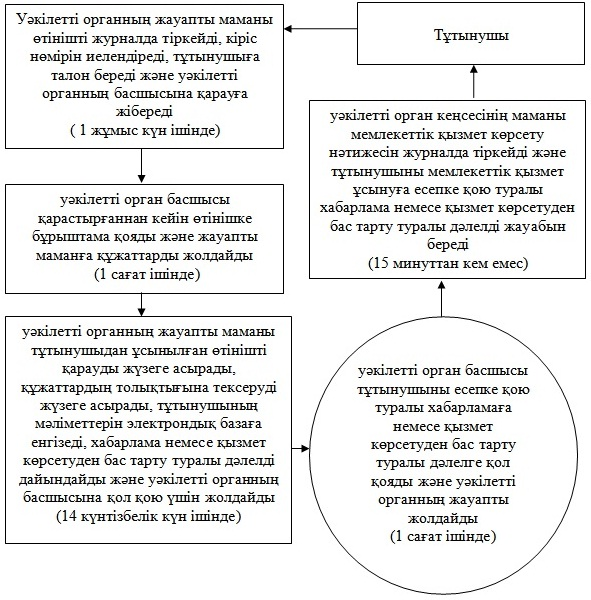 Тұтынушы
Уәкілетті органның жауапты маманы
өтінішті журналда тіркейді, кіріс
нөмірін иелендіреді, тұтынушыға
талон береді және уәкілетті
органның басшысына қарауға
жібереді
( 1 жұмыс күн ішінде)
уәкілетті орган басшысы
қарастырғаннан кейін өтінішке
бұрыштама қояды және жауапты
маманға құжаттарды жолдайды
(1 сағат ішінде)
уәкілетті органның жауапты маманы
тұтынушыдан ұсынылған өтінішті
қарауды жүзеге асырады,
құжаттардың толықтығына тексеруді
жүзеге асырады, тұтынушының
мәліметтерін электрондық базаға
енгізеді, хабарлама немесе қызмет
көрсетуден бас тарту туралы дәлелді
дайындайды және уәкілетті органның
басшысына қол қою үшін жолдайды
(14 күнтізбелік күн ішінде)
уәкілетті орган басшысы
тұтынушыны есепке қою
туралы хабарламаға
немесе қызмет
көрсетуден бас тарту
туралы дәлелге қол
қояды және уәкілетті
органның жауапты
жолдайды
(1 сағат ішінде)
уәкілетті орган кеңсесінің маманы
мемлекеттік қызмет көрсету
нәтижесін журналда тіркейді және
тұтынушыны мемлекеттік қызмет
ұсынуға есепке қою туралы
хабарлама немесе қызмет көрсетуден
бас тарту туралы дәлелді жауабын
береді
(15 минуттан кем емес)